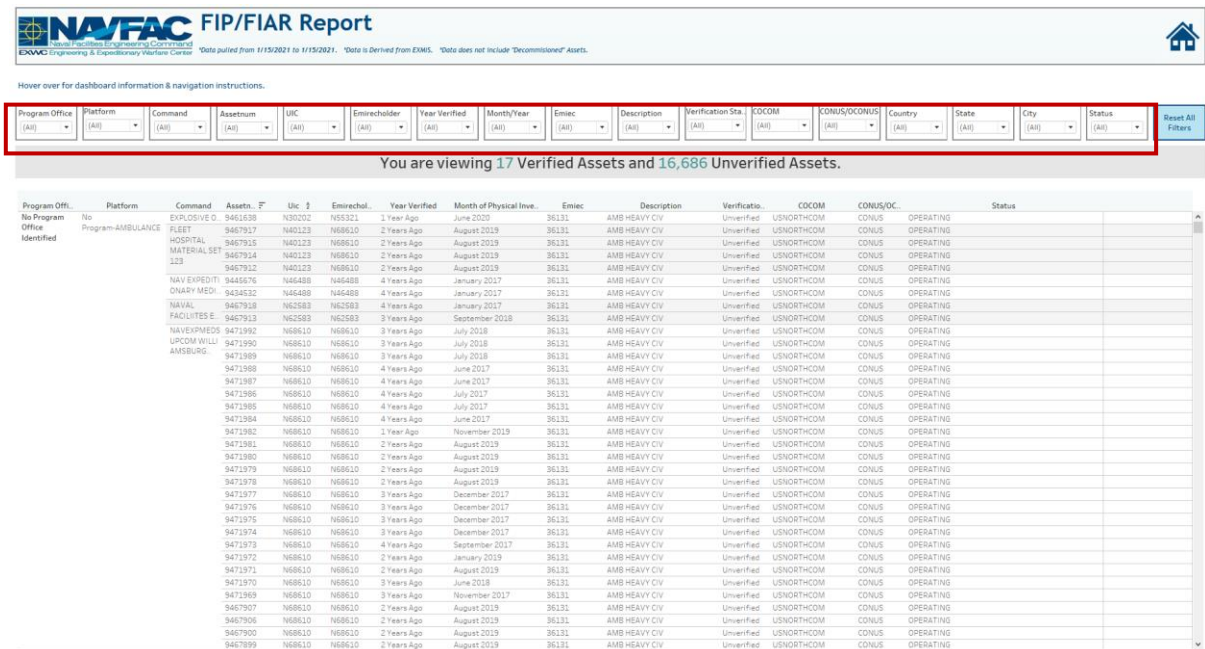 NAVFAC
Naval Facilities Engineering Command
EXWC Engineering & Expeditionary Warfare Center
FIP/FIAR Report
*Data pulled from 1/15/2021 to 1/15/2021. *Data is Derived from EXMIS. *Data does not include "Decommisioned" Assets.
Hover over for dashboard information & navigation instructions.
Program Office Platform Command Assetnum UIC Emirecholder Year Verified Month/Year Emiec Description Verification Sta.. COCOM CONUS/OCONUS Country State City Status Reset All
(All) (All) (All) (All) (All) (All) (All) (All) (All) (All) (All) (All) (All) (All) (All) (All) (All) Filters
You are viewing 17 Verified Assets and 16,686 Unverified Assets.
Program Offi.. Platform Command Assetn.. Uic Emirechol.. Year Verified Month of Physical Inve.. Emiec Description Verificatio.. COCOM CONUS/OC.. Status
No Program No EXPLOSIVE O.. 9461638 N30202 N55321 1 Year Ago June 2020 36131 AMB HEAVY CIV Unverified USNORTHCOM CONUS OPERATING
Office Program-AMBULANCE FLEET 9467917 N40123 N68610 2 Years Ago August 2019 36131 AMB HEAVY CIV Unverified USNORTHCOM CONUS OPERATING
Identified HOSPITAL 9467915 N40123 N68610 2 Years Ago August 2019 36131 AMB HEAVY CIV Unverified USNORTHCOM CONUS OPERATING
MATERIAL SET 9467914 N40123 N68610 2 Years Ago August 2019 36131 AMB HEAVY CIV Unverified USNORTHCOM CONUS OPERATING
123 9467912 N40123 N68610 2 Years Ago August 2019 36131 AMB HEAVY CIV Unverified USNORTHCOM CONUS OPERATING
NAV EXPEDITI 9445676 N46488 N46488 4 Years Ago January 2017 36131 AMB HEAVY CIV Unverified USNORTHCOM CONUS OPERATING
ONARY MEDI.. 9434532 N46488 N46488 4 Years Ago January 2017 36131 AMB HEAVY CIV Unverified USNORTHCOM CONUS OPERATING
NAVAL 9467918 N62583 N62583 4 Years Ago January 2017 36131 AMB HEAVY CIV Unverified USNORTHCOM CONUS OPERATING
FACILIITES E.. 9467913 N62583 N62583 3 Years Ago September 2018 36131 AMB HEAVY CIV Unverified USNORTHCOM CONUS OPERATING
NAVEXPMEDS 9471992 N68610 N68610 3 Years Ago July 2018 36131 AMB HEAVY CIV Unverified USNORTHCOM CONUS OPERATING
UPCOM WILLI 9471990 N68610 N68610 3 Years Ago July 2018 36131 AMB HEAVY CIV Unverified USNORTHCOM CONUS OPERATING
AMSBURG.. 9471989 N68610 N68610 3 Years Ago July 2018 36131 AMB HEAVY CIV Unverified USNORTHCOM CONUS OPERATING
9471988 N68610 N68610 4 Years Ago June 2017 36131 AMB HEAVY CIV Unverified USNORTHCOM CONUS OPERATING
9471987 N68610 N68610 4 Years Ago June 2017 36131 AMB HEAVY CIV Unverified USNORTHCOM CONUS OPERATING
9471986 N68610 N68610 4 Years Ago July 2017 36131 AMB HEAVY CIV Unverified USNORTHCOM CONUS OPERATING
9471985 N68610 N68610 4 Years Ago July 2017 36131 AMB HEAVY CIV Unverified USNORTHCOM CONUS OPERATING
9471984 N68610 N68610 4 Years Ago June 2017 36131 AMB HEAVY CIV Unverified USNORTHCOM CONUS OPERATING
9471982 N68610 N68610 1 Year Ago November 2019 36131 AMB HEAVY CIV Unverified USNORTHCOM CONUS OPERATING
9471981 N68610 N68610 2 Years Ago August 2019 36131 AMB HEAVY CIV Unverified USNORTHCOM CONUS OPERATING
9471980 N68610 N68610 2 Years Ago August 2019 36131 AMB HEAVY CIV Unverified USNORTHCOM CONUS OPERATING
9471979 N68610 N68610 2 Years Ago August 2019 36131 AMB HEAVY CIV Unverified USNORTHCOM CONUS OPERATING
9471978 N68610 N68610 2 Years Ago August 2019 36131 AMB HEAVY CIV Unverified USNORTHCOM CONUS OPERATING
9471977 N68610 N68610 3 Years Ago December 2017 36131 AMB HEAVY CIV Unverified USNORTHCOM CONUS OPERATING
9471976 N68610 N68610 3 Years Ago December 2017 36131 AMB HEAVY CIV Unverified USNORTHCOM CONUS OPERATING
9471975 N68610 N68610 3 Years Ago December 2017 36131 AMB HEAVY CIV Unverified USNORTHCOM CONUS OPERATING
9471974 N68610 N68610 3 Years Ago December 2017 36131 AMB HEAVY CIV Unverified USNORTHCOM CONUS OPERATING
9471973 N68610 N68610 4 Years Ago September 2017 36131 AMB HEAVY CIV Unverified USNORTHCOM CONUS OPERATING
9471972 N68610 N68610 2 Years Ago January 2019 36131 AMB HEAVY CIV Unverified USNORTHCOM CONUS OPERATING
9471971 N68610 N68610 2 Years Ago August 2019 36131 AMB HEAVY CIV Unverified USNORTHCOM CONUS OPERATING
9471970 N68610 N68610 3 Years Ago June 2018 36131 AMB HEAVY CIV Unverified USNORTHCOM CONUS OPERATING
9471969 N68610 N68610 3 Years Ago November 2017 36131 AMB HEAVY CIV Unverified USNORTHCOM CONUS OPERATING
9467907 N68610 N68610 2 Years Ago August 2019 36131 AMB HEAVY CIV Unverified USNORTHCOM CONUS OPERATING
9467906 N68610 N68610 2 Years Ago August 2019 36131 AMB HEAVY CIV Unverified USNORTHCOM CONUS OPERATING
9467900 N68610 N68610 2 Years Ago August 2019 36131 AMB HEAVY CIV Unverified USNORTHCOM CONUS OPERATING
9467899 N68610 N68610 2 Years Ago August 2019 36131 AMB HEAVY CIV Unverified USNORTHCOM CONUS OPERATING